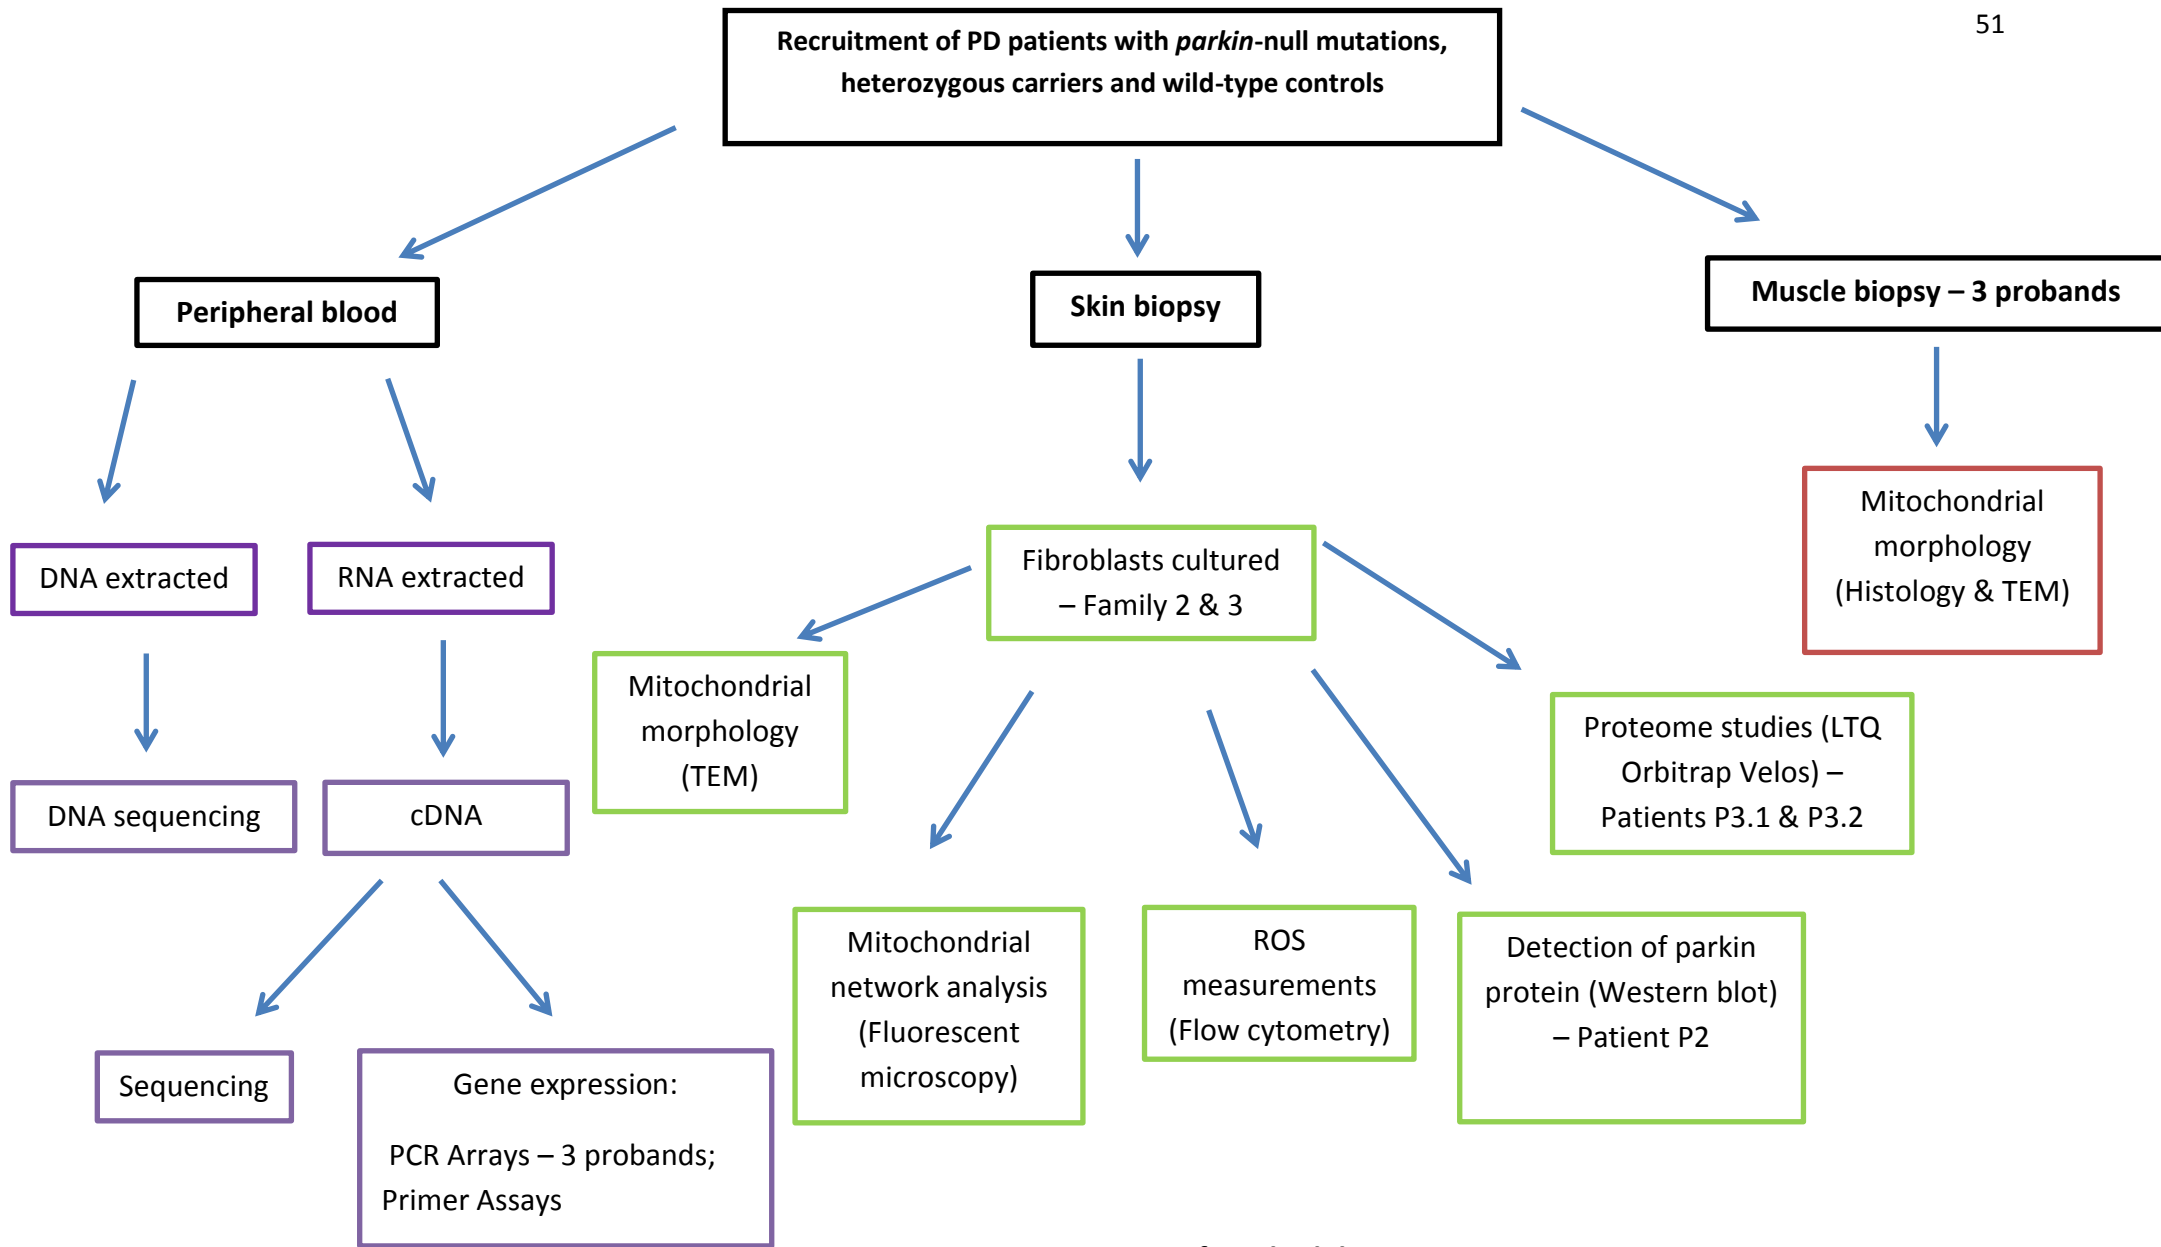 51
Recruitment of PD patients with parkin-null mutations,
heterozygous carriers and wild-type controls
Peripheral blood
Skin biopsy
Muscle biopsy – 3 probands
DNA extracted
RNA extracted
Fibroblasts cultured
– Family 2 & 3
Mitochondrial
morphology
(Histology & TEM)
DNA sequencing
cDNA
Mitochondrial
morphology
(TEM)
Proteome studies (LTQ
Orbitrap Velos) –
Patients P3.1 & P3.2
Sequencing
Gene expression:
PCR Arrays – 3 probands;
Primer Assays
Mitochondrial
network analysis
(Fluorescent
microscopy)
ROS
measurements
(Flow cytometry)
Detection of parkin
protein (Western blot)
– Patient P2